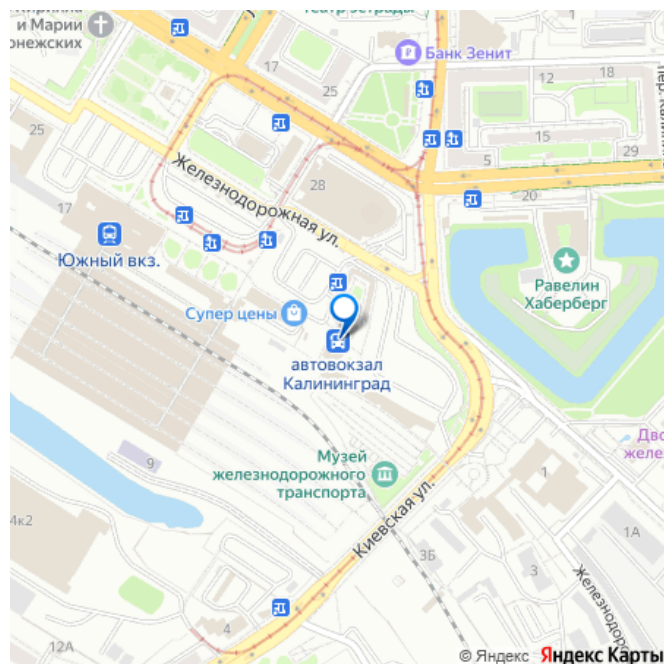 театр эстрады
Кирилла
и Марии
онежских
Банк Зенит
17
25
12
18
15
5
29
25
28
20
Железнодорожная ул.
17
Южный вкз.
Равелин
Хаберберг
Супер цены
автовокзал
Калининград
Дво
желе
Музей
железнодорожного
транспорта
9
1
4к2
Киевская ул.
1А
3Б
3
Железнодоро
4
12А
© Яндекс Яндекс Карты